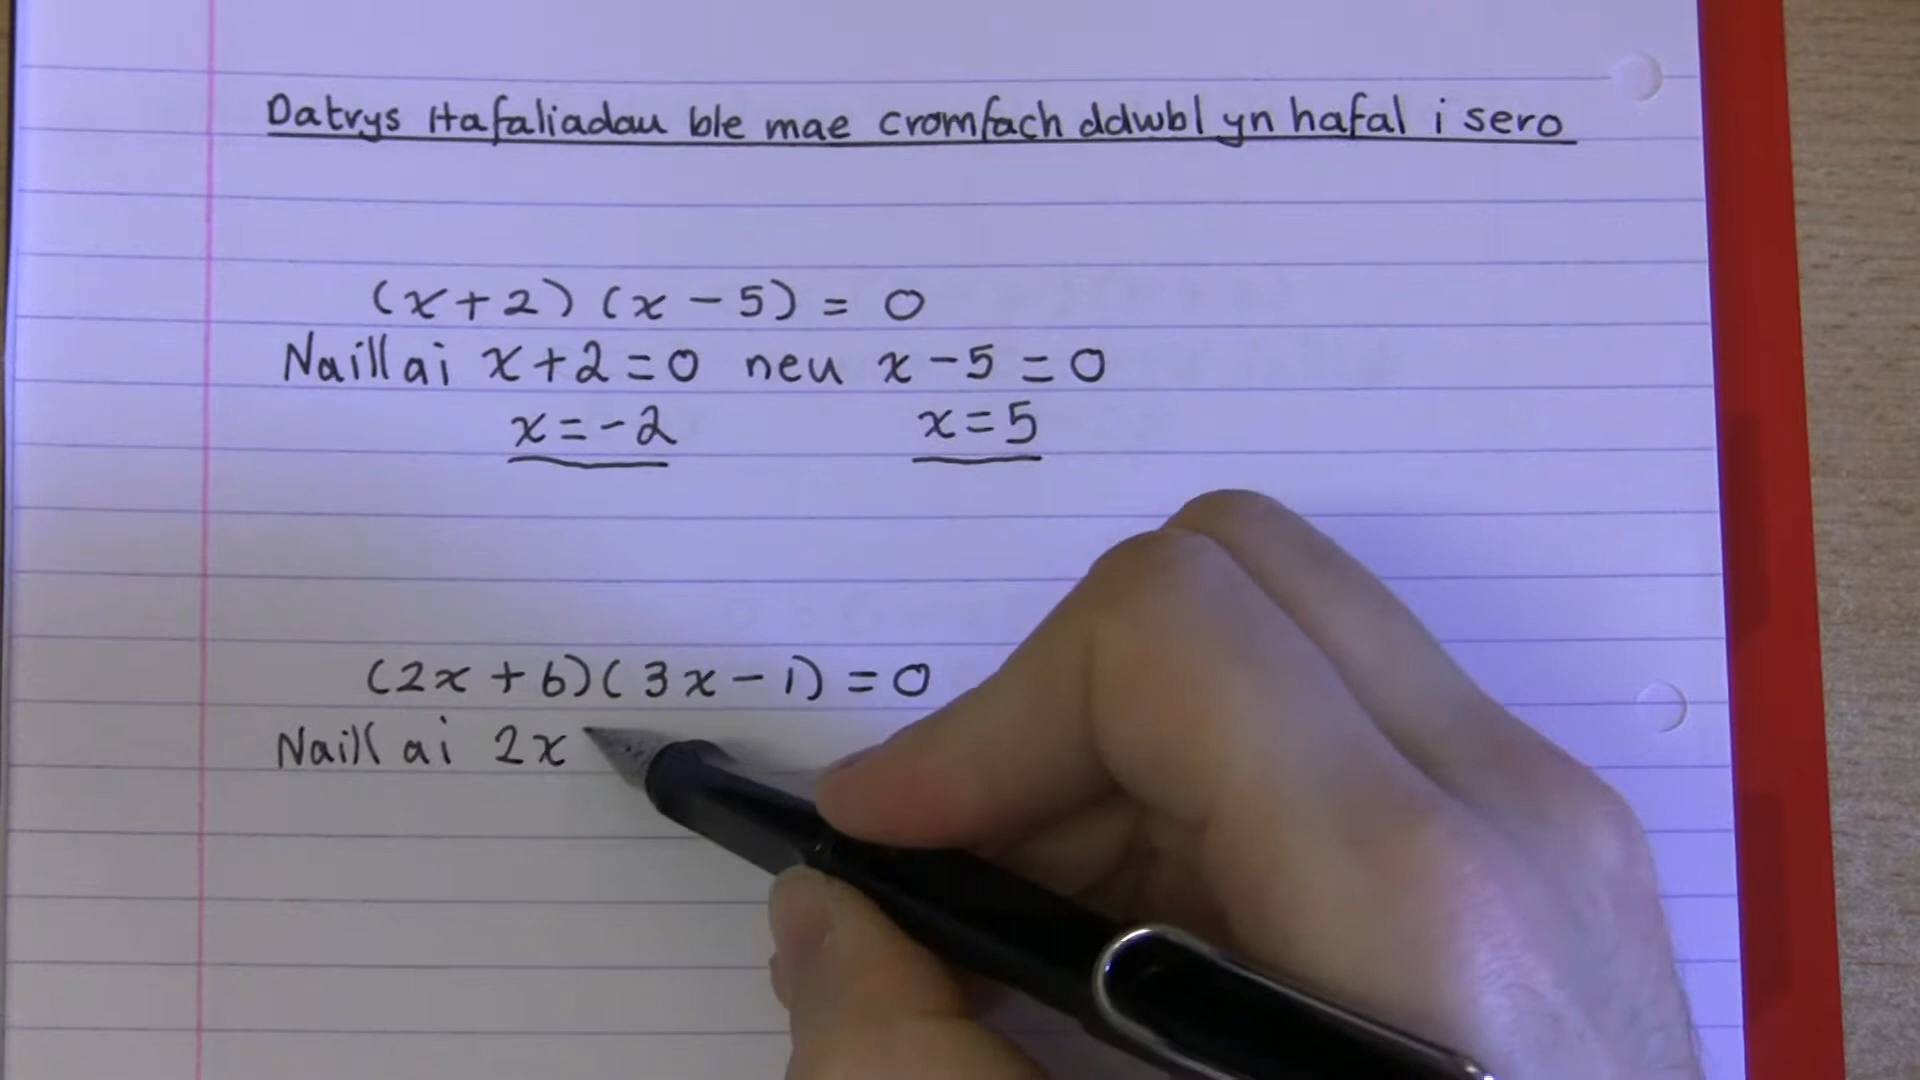 Datrys Hafaliadau ble mae cromfach ddwbl yn hafal i sero
(x+2)(x-5)=0
Naill ai x+2=0 neu x-5=0
x=-2 x=5
(2x+6)(3x-1)=0
Naill ai 2x